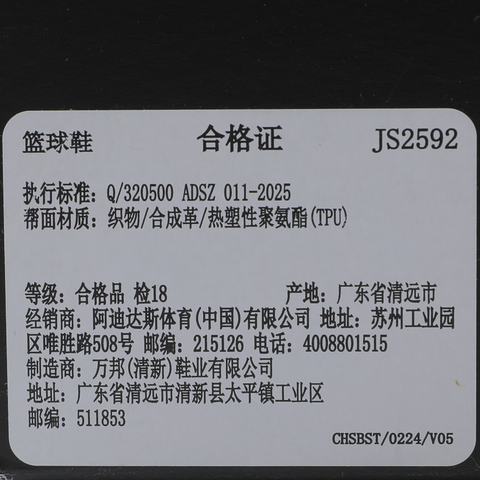 篮球鞋 合格证 JS2592
执行标准: Q/320500 ADSZ 011-2025
帮面材质: 织物/合成革/热塑性聚氨酯(TPU)
等级: 合格品 检18 产地: 广东省清远市
经销商: 阿迪达斯体育(中国)有限公司 地址: 苏州工业园
区唯胜路508号 邮编: 215126 电话: 4008801515
制造商: 万邦(清新)鞋业有限公司
地址: 广东省清远市清新县太平镇工业区
邮编: 511853
CHSBST/0224/V05